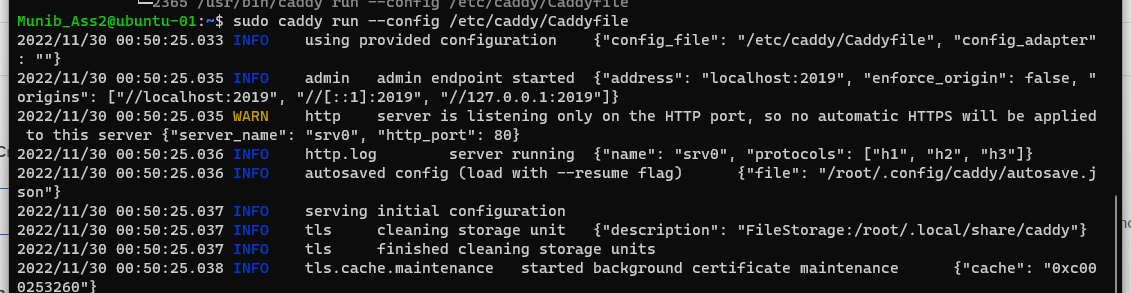 └─2365 /usr/bin/caddy run --config /etc/caddy/Caddyfile
Munib_Ass2@ubuntu-01:~$ sudo caddy run --config /etc/caddy/Caddyfile
2022/11/30 00:50:25.033 INFO    using provided configuration    {"config_file": "/etc/caddy/Caddyfile", "config_adapter"
: ""}
2022/11/30 00:50:25.035 INFO    admin   admin endpoint started  {"address": "localhost:2019", "enforce_origin": false, "
origins": ["//localhost:2019", "//[::1]:2019", "//127.0.0.1:2019"]}
2022/11/30 00:50:25.035 WARN    http    server is listening only on the HTTP port, so no automatic HTTPS will be applied
 to this server {"server_name": "srv0", "http_port": 80}
2022/11/30 00:50:25.036 INFO    http.log        server running  {"name": "srv0", "protocols": ["h1", "h2", "h3"]}
2022/11/30 00:50:25.036 INFO    autosaved config (load with --resume flag)      {"file": "/root/.config/caddy/autosave.j
son"}
2022/11/30 00:50:25.037 INFO    serving initial configuration
2022/11/30 00:50:25.037 INFO    tls     cleaning storage unit   {"description": "FileStorage:/root/.local/share/caddy"}
2022/11/30 00:50:25.037 INFO    tls     finished cleaning storage units
2022/11/30 00:50:25.038 INFO    tls.cache.maintenance   started background certificate maintenance      {"cache": "0xc00
0253260"}